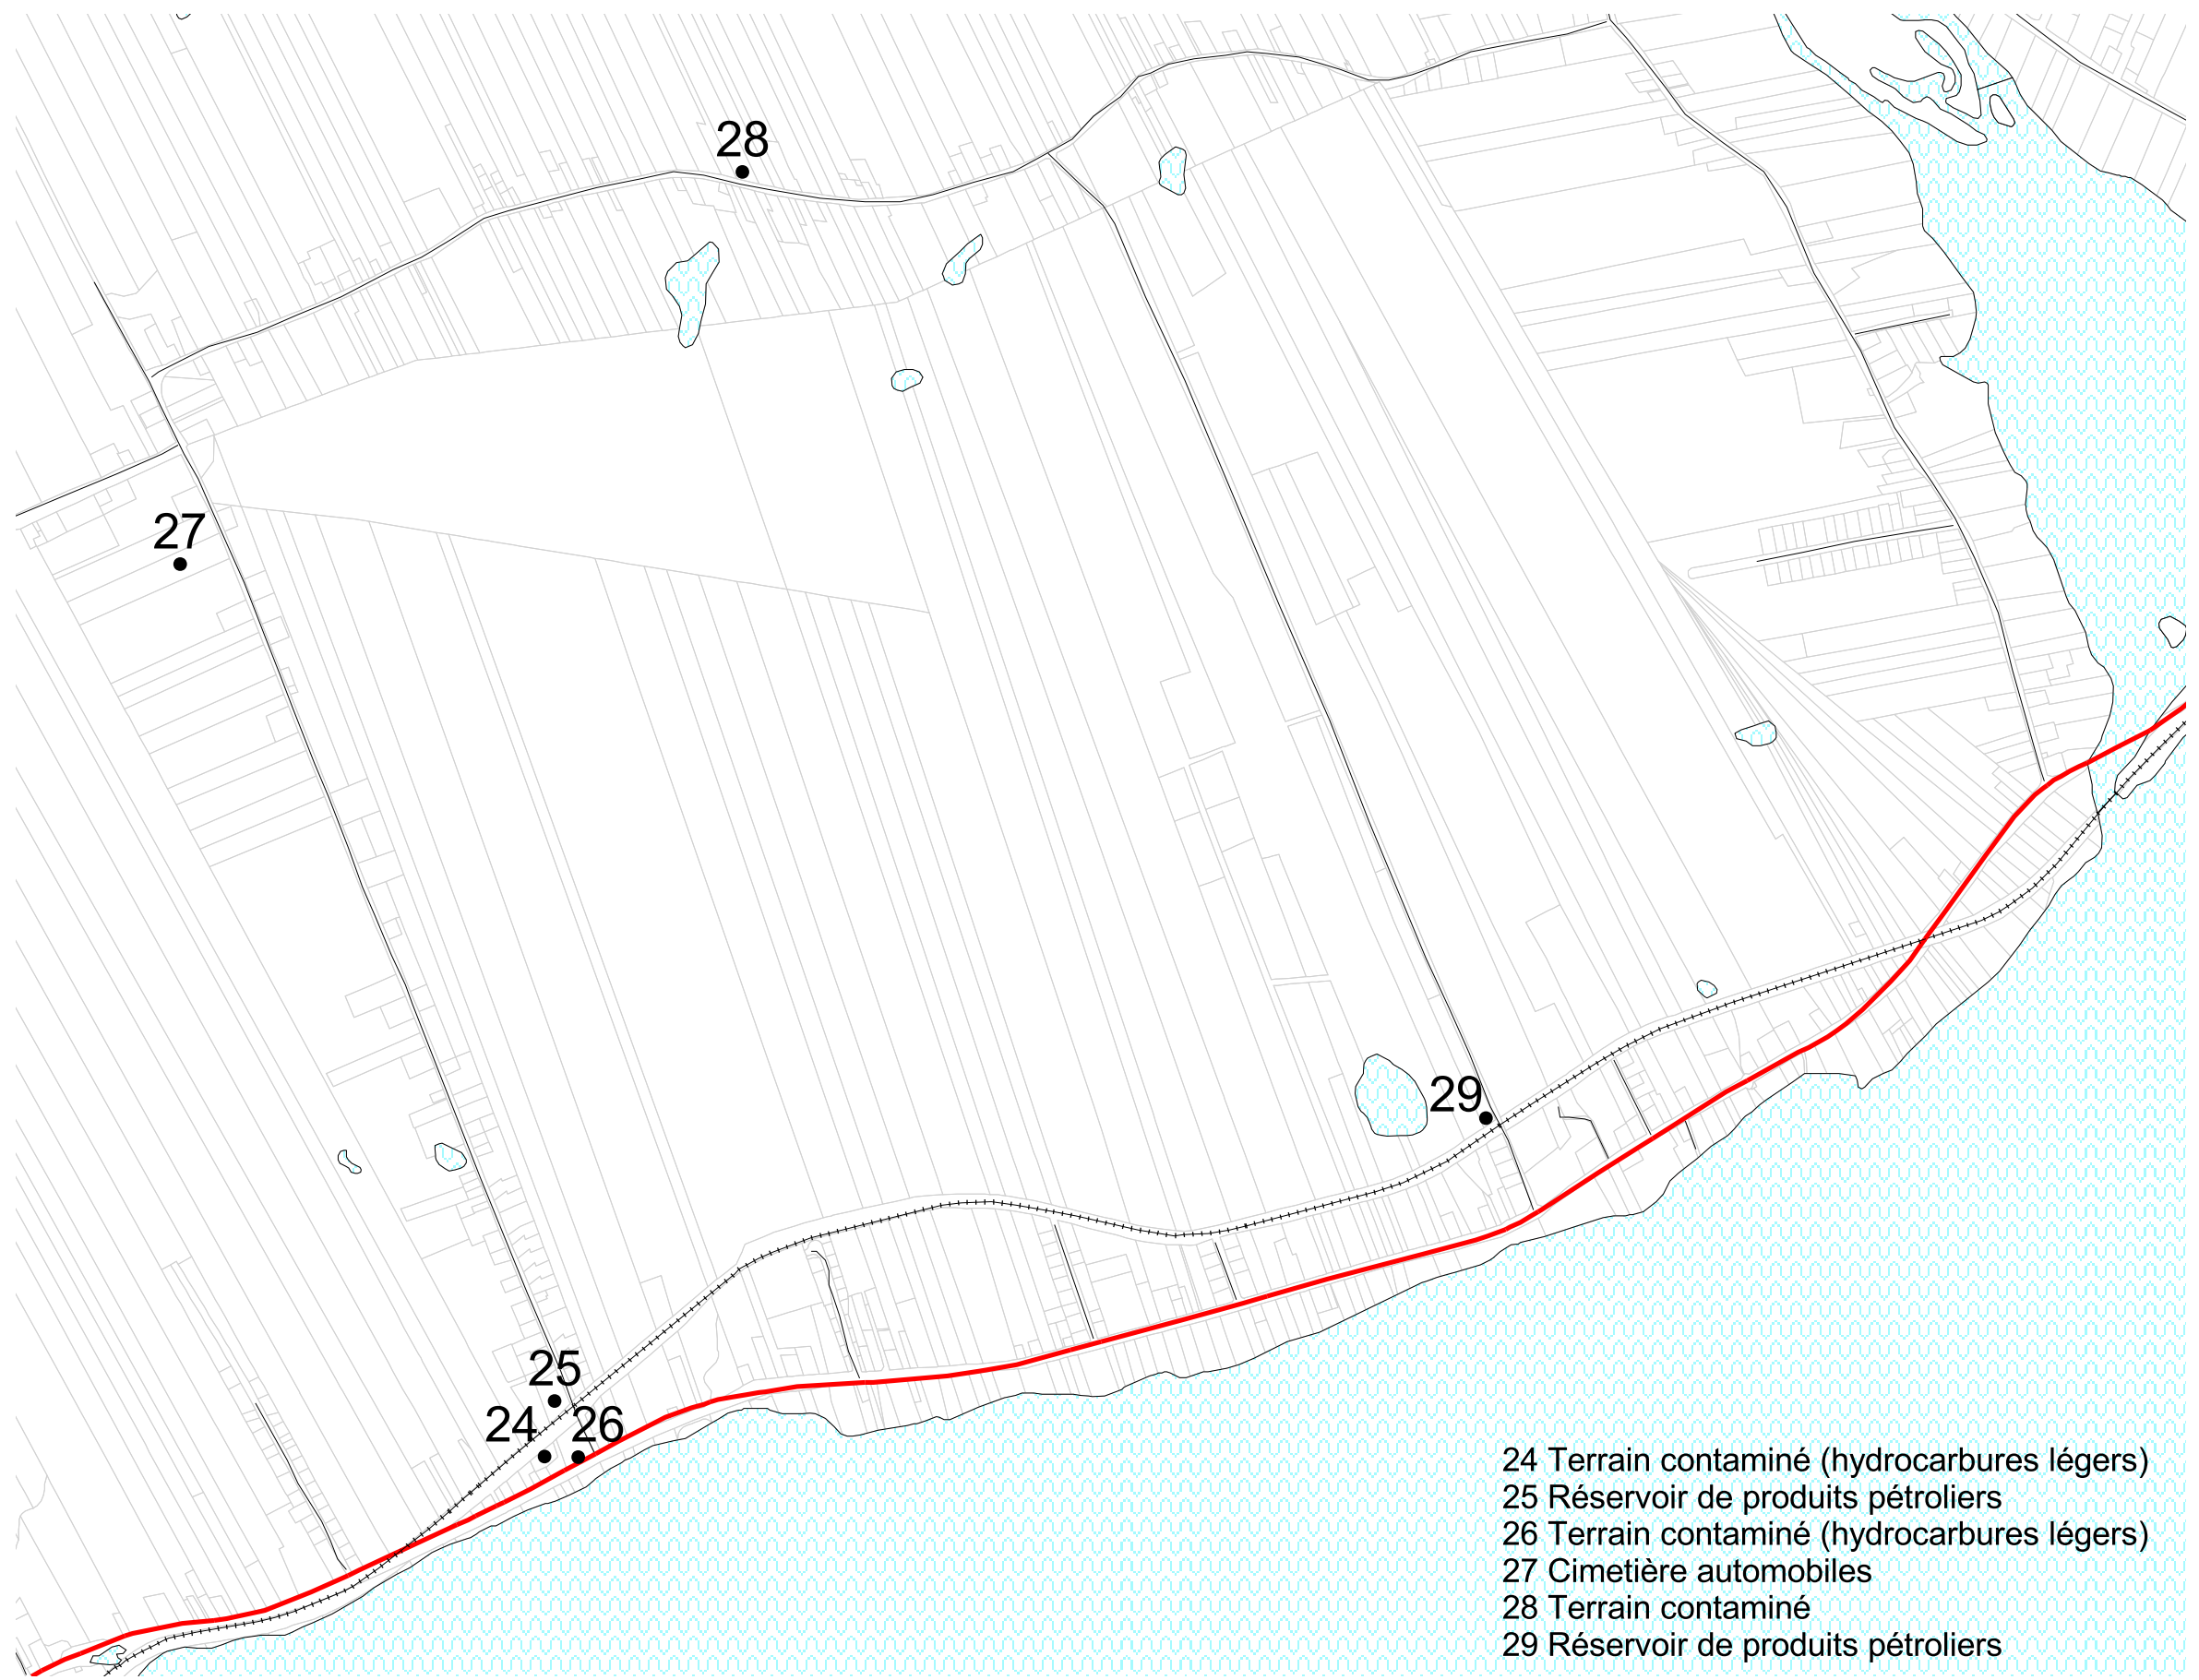 28
27
29
25
24
26
24 Terrain contaminé (hydrocarbures légers)
25 Réservoir de produits pétroliers
26 Terrain contaminé (hydrocarbures légers)
27 Cimetière automobiles
28 Terrain contaminé
29 Réservoir de produits pétroliers